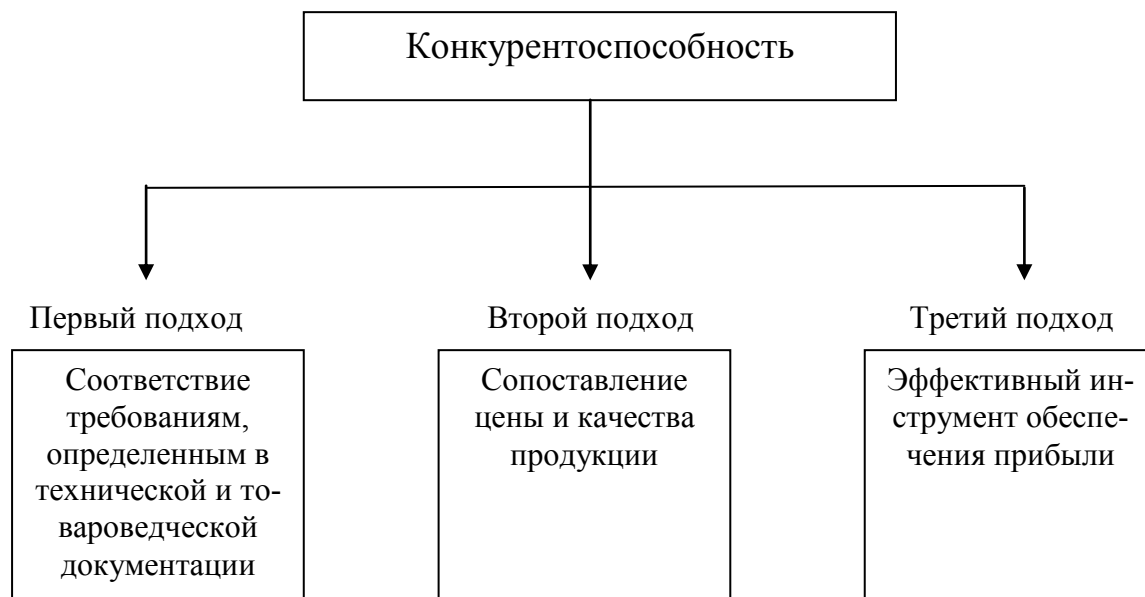 Конкурентоспособность
Первый подход
Второй подход
Третий подход
Соответствие
требованиям,
определенным в
технической и то-
вароведческой
документации
Сопоставление
цены и качества
продукции
Эффективный ин-
струмент обеспе-
чения прибыли